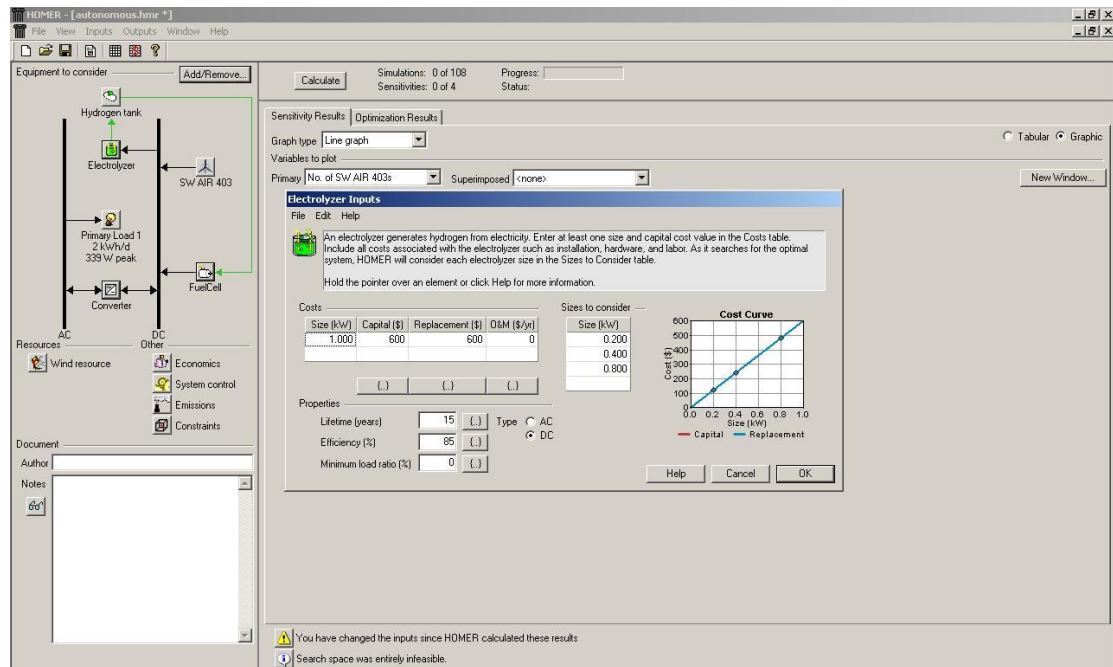 HOMER - [autonomous.hmr *]
File View Inputs Outputs Window Help
Equipment to consider
Add/Remove...
Hydrogen tank
Electrolyzer
SW AIR 403
Primary Load 1
2 kWh/d
339 W peak
FuelCell
Converter
AC
DC
Resources
Other
Wind resource
Economics
System control
Emissions
Constraints
Document
Author
Notes
Calculate
Simulations: 0 of 108
Progress:
Sensitivities: 0 of 4
Status:
Sensitivity Results
Optimization Results
Graph type
Line graph
Tabular
Graphic
Variables to plot
Primary
No. of SW AIR 403s
Superimposed
<none>
New Window...
Electrolyzer Inputs
File Edit Help
An electrolyzer generates hydrogen from electricity. Enter at least one size and capital cost value in the Costs table.
Include all costs associated with the electrolyzer such as installation, hardware, and labor. As it searches for the optimal
system, HOMER will consider each electrolyzer size in the Sizes to Consider table.
Hold the pointer over an element or click Help for more information.
Costs
Size (kW) Capital ($) Replacement ($) O&M ($/yr)
1.000 600 600 0
{..} {..} {..}
Sizes to consider
Size (kW)
0.200
0.400
0.800
Cost Curve
600
500
400
300
200
100
0
Cost ($)
0.0 0.2 0.4 0.6 0.8 1.0
Size (kW)
Capital Replacement
Properties
Lifetime (years) 15 {..} Type AC
DC
Efficiency (%) 85 {..}
Minimum load ratio (%) 0 {..}
Help Cancel OK
You have changed the inputs since HOMER calculated these results
Search space was entirely infeasible.